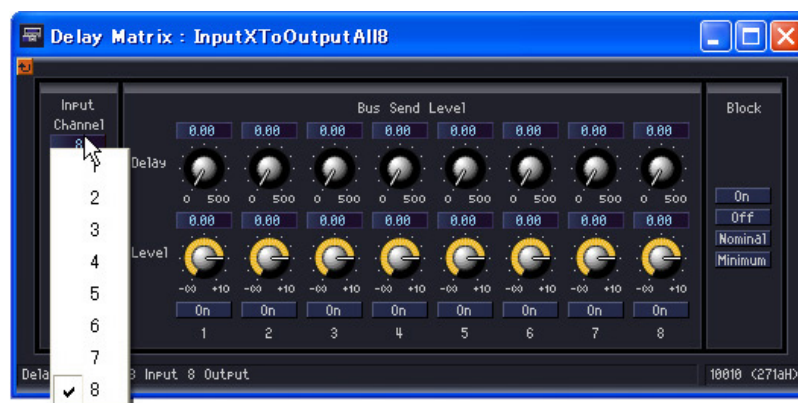 Delay Matrix : InputXToOutputAll8
Input
Channel
8
Bus Send Level
Block
0.00 0.00 0.00 0.00 0.00 0.00 0.00 0.00
Delay
0 500 0 500 0 500 0 500 0 500 0 500 0 500 0 500
0.00 0.00 0.00 0.00 0.00 0.00 0.00 0.00
Level
-∞ +10 -∞ +10 -∞ +10 -∞ +10 -∞ +10 -∞ +10 -∞ +10 -∞ +10
On On On On On On On On
1 2 3 4 5 6 7 8
On
Off
Nominal
Minimum
1
2
3
4
5
6
7
✔ 8
Dela
Input 8 Output
10010 (271aH)